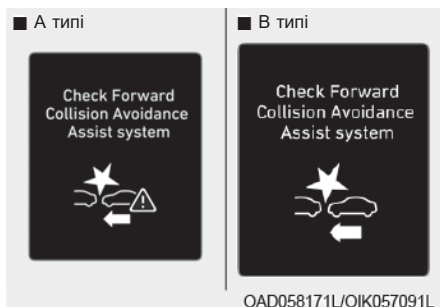 ■ А типі
■ В типі
Check Forward
Collision Avoidance
Assist system
Check Forward
Collision Avoidance
Assist system
OAD058171L/OIK057091L